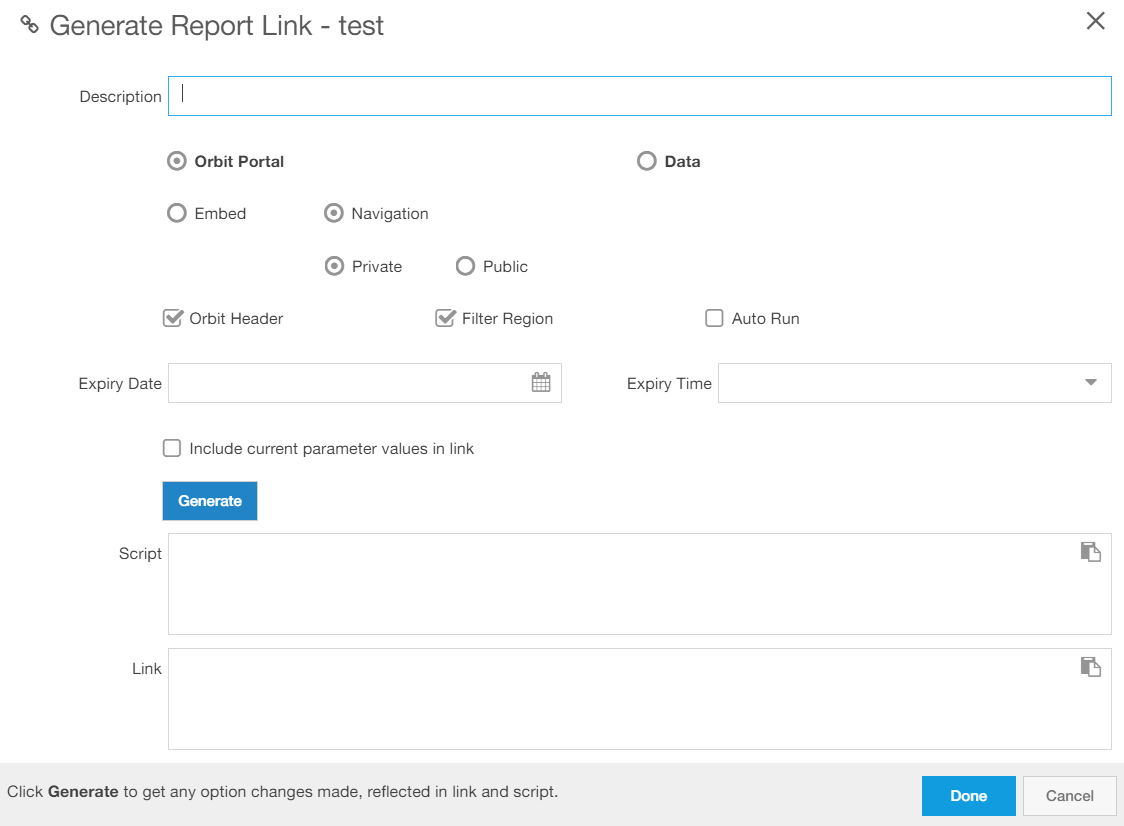 Generate Report Link - test
Description
Orbit Portal Data
Embed Navigation
Private Public
Orbit Header Filter Region Auto Run
Expiry Date Expiry Time
Include current parameter values in link
Generate
Script
Link
Click Generate to get any option changes made, reflected in link and script. Done Cancel